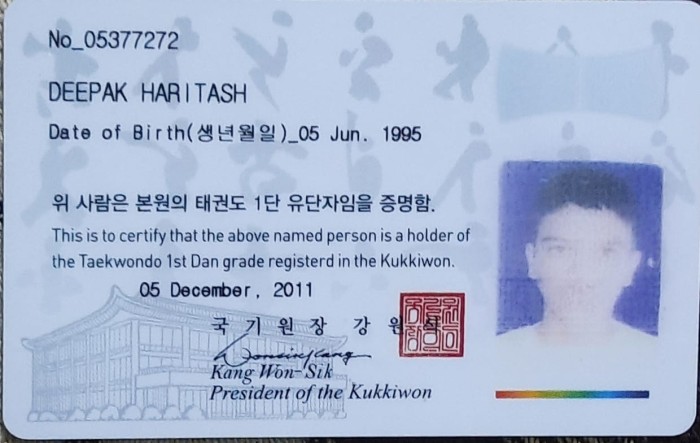 No_05377272
DEEPAK HARITASH
Date of Birth(생년월일)_05 Jun. 1995
위 사람은 본원의 태권도 1단 유단자임을 증명함.
This is to certify that the above named person is a holder of
the Taekwondo 1st Dan grade registerd in the Kukkiwon.
05 December, 2011
국 기 원 장 강 원 식
Kang Won-Sik
President of the Kukkiwon